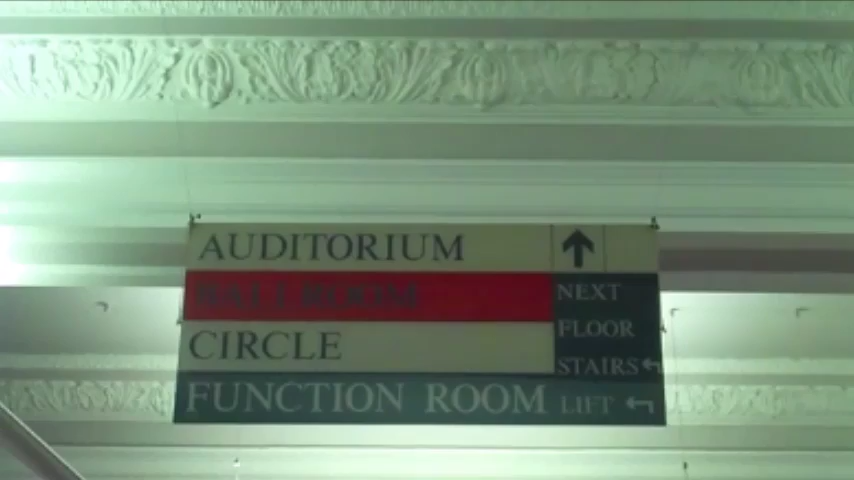 AUDITORIUM
BALLROOM
NEXT
FLOOR
CIRCLE
STAIRS
FUNCTION ROOM
LIFT